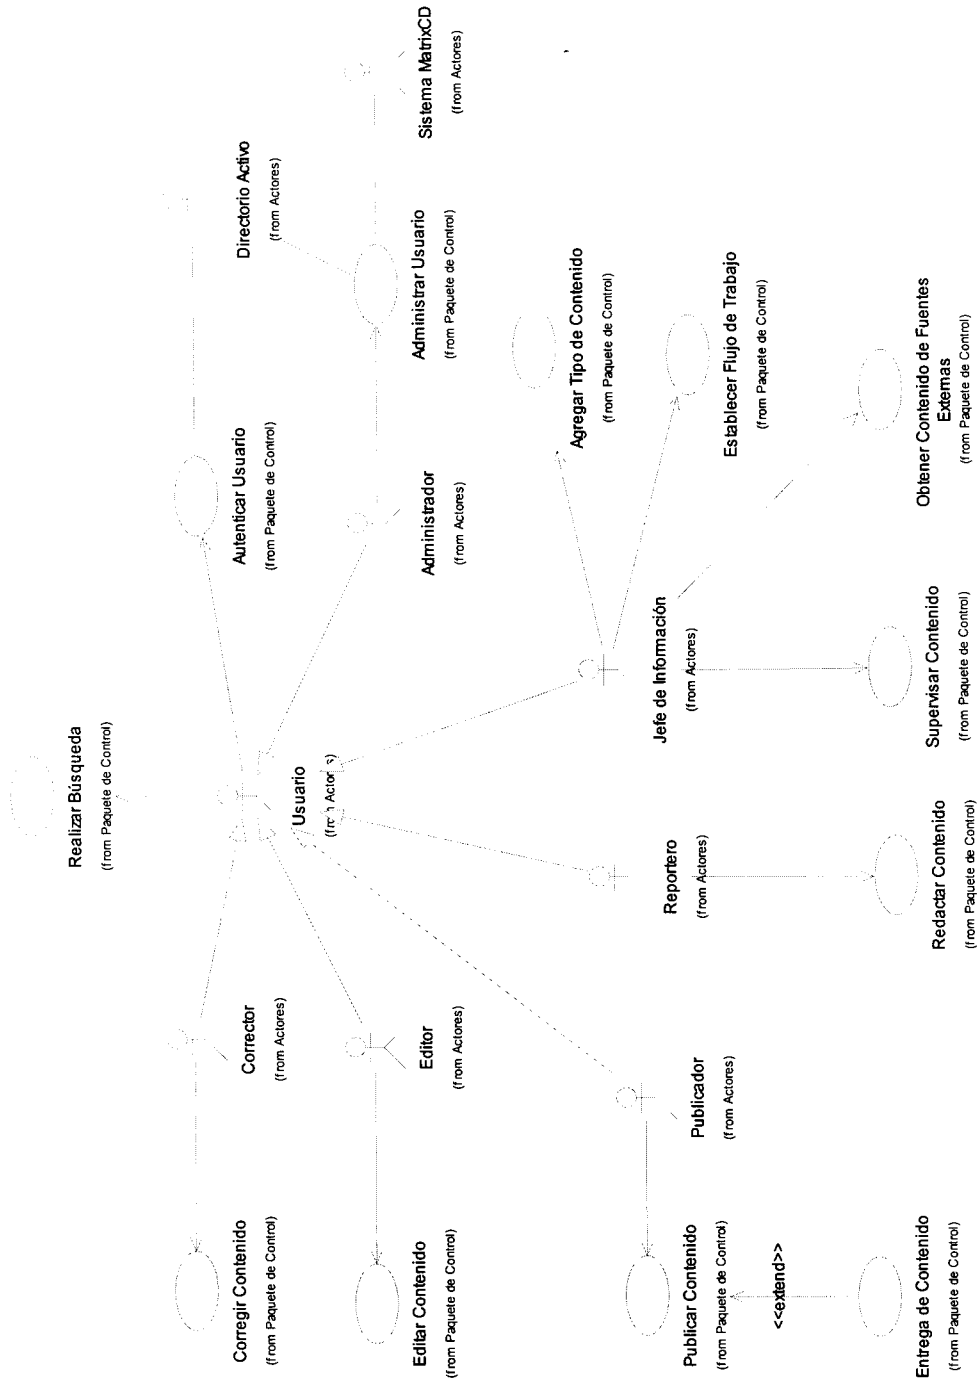 Realizar Búsqueda
(from Paquete de Control)
Corregir Contenido
(from Paquete de Control)
Corrector
(from Actores)
Autenticar Usuario
(from Paquete de Control)
Directorio Activo
(from Actores)
Usuario
(from Actores)
Editar Contenido
(from Paquete de Control)
Editor
(from Actores)
Administrador
(from Actores)
Administrar Usuario
(from Paquete de Control)
Sistema MatrixCD
(from Actores)
Agregar Tipo de Contenido
(from Paquete de Control)
Publicar Contenido
(from Paquete de Control)
Publicador
(from Actores)
Reportero
(from Actores)
Jefe de Información
(from Actores)
Establecer Flujo de Trabajo
(from Paquete de Control)
<<extend>>
Entrega de Contenido
(from Paquete de Control)
Redactar Contenido
(from Paquete de Control)
Supervisar Contenido
(from Paquete de Control)
Obtener Contenido de Fuentes
Externas
(from Paquete de Control)